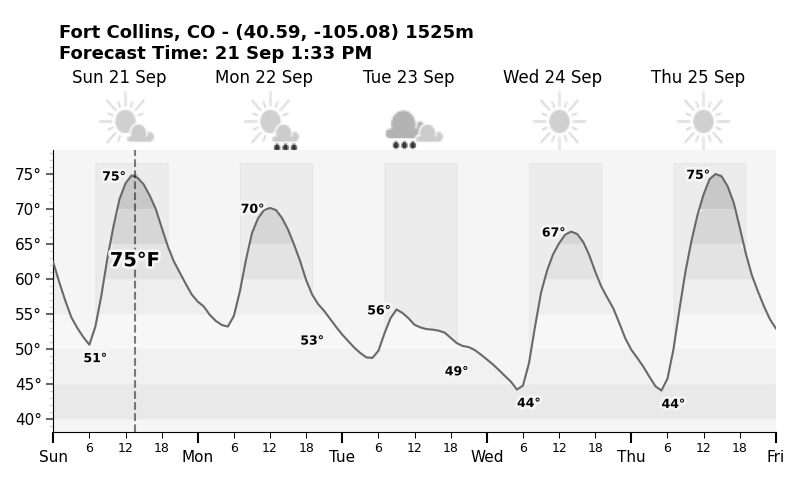 Fort Collins, CO - (40.59, -105.08) 1525m
Forecast Time: 21 Sep 1:33 PM
Sun 21 Sep Mon 22 Sep Tue 23 Sep Wed 24 Sep Thu 25 Sep
75° 75° 75°
70° 70°
65° 67°
60° 75°F
55° 56°
50° 51° 53°
45° 49°
40° 44° 44°
6 12 18 6 12 18 6 12 18 6 12 18 6 12 18
Sun Mon Tue Wed Thu Fri